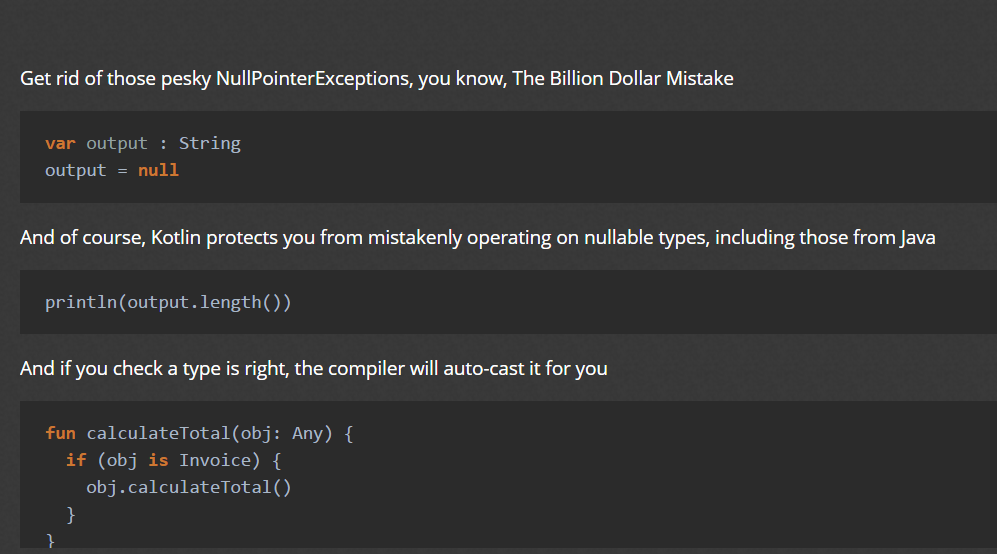 Get rid of those pesky NullPointerExceptions, you know, The Billion Dollar Mistake
var output : String
output = null
And of course, Kotlin protects you from mistakenly operating on nullable types, including those from Java
println(output.length())
And if you check a type is right, the compiler will auto-cast it for you
fun calculateTotal(obj: Any) {
  if (obj is Invoice) {
    obj.calculateTotal()
  }
}